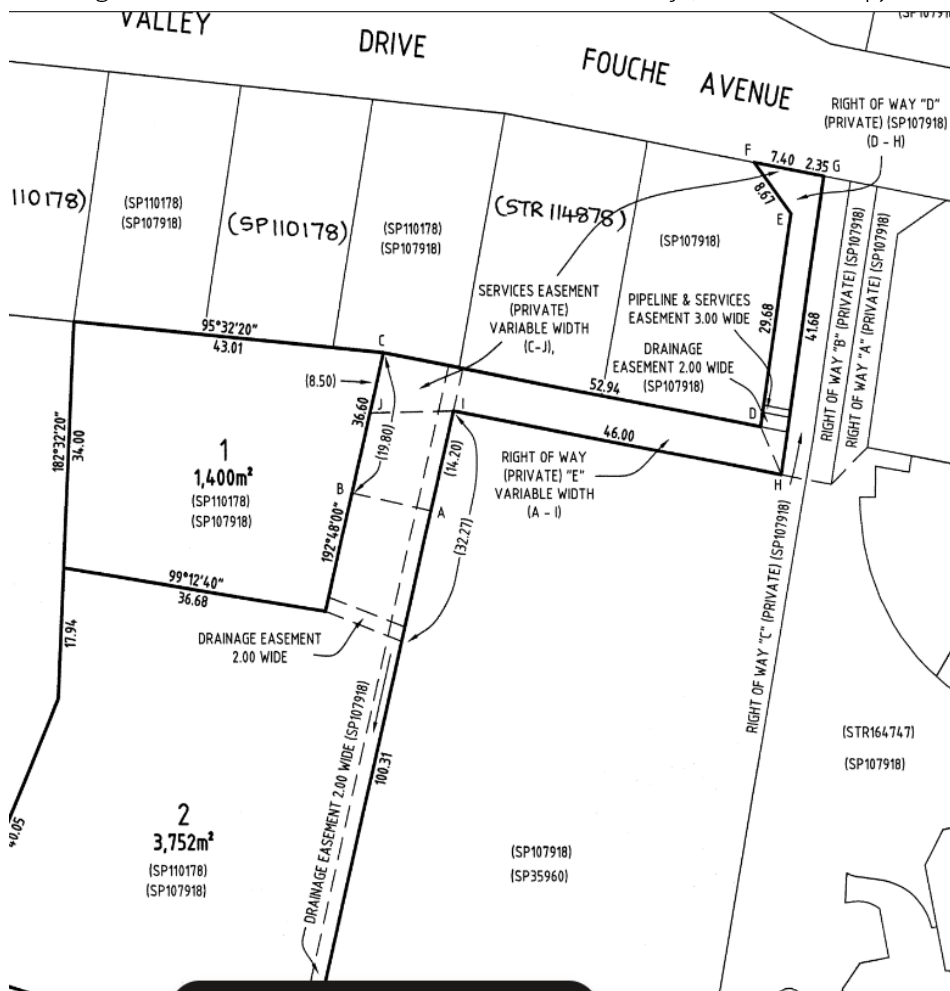 VALLEY
DRIVE
FOUCHE AVENUE
RIGHT OF WAY "D"
(PRIVATE) (SP107918)
(D - H)
F
7.40
2.35
G
8.67
E
110178)
(SP110178)
(SP107918)
(SP110178)
(SP110178)
(SP107918)
(STR 114878)
(SP107918)
SERVICES EASEMENT
(PRIVATE)
VARIABLE WIDTH
(C-J),
PIPELINE & SERVICES
EASEMENT 3.00 WIDE
DRAINAGE
EASEMENT 2.00 WIDE
(SP107918)
29.68
41.68
RIGHT OF WAY "B" (PRIVATE) (SP107918)
RIGHT OF WAY "A" (PRIVATE) (SP107918)
95°32'20"
43.01
C
(8.50)
J
36.60
I
52.94
D
46.00
H
182°32'20"
34.00
1
1,400m²
(SP110178)
(SP107918)
(19.80)
(14.20)
B
A
(32.27)
192°48'00"
RIGHT OF WAY
(PRIVATE) "E"
VARIABLE WIDTH
(A - I)
99°12'40"
36.68
DRAINAGE EASEMENT
2.00 WIDE
17.94
RIGHT OF WAY "C" (PRIVATE) (SP107918)
DRAINAGE EASEMENT 2.00 WIDE (SP107918)
100.31
(STR164747)
(SP107918)
40.05
2
3,752m²
(SP110178)
(SP107918)
(SP107918)
(SP35960)